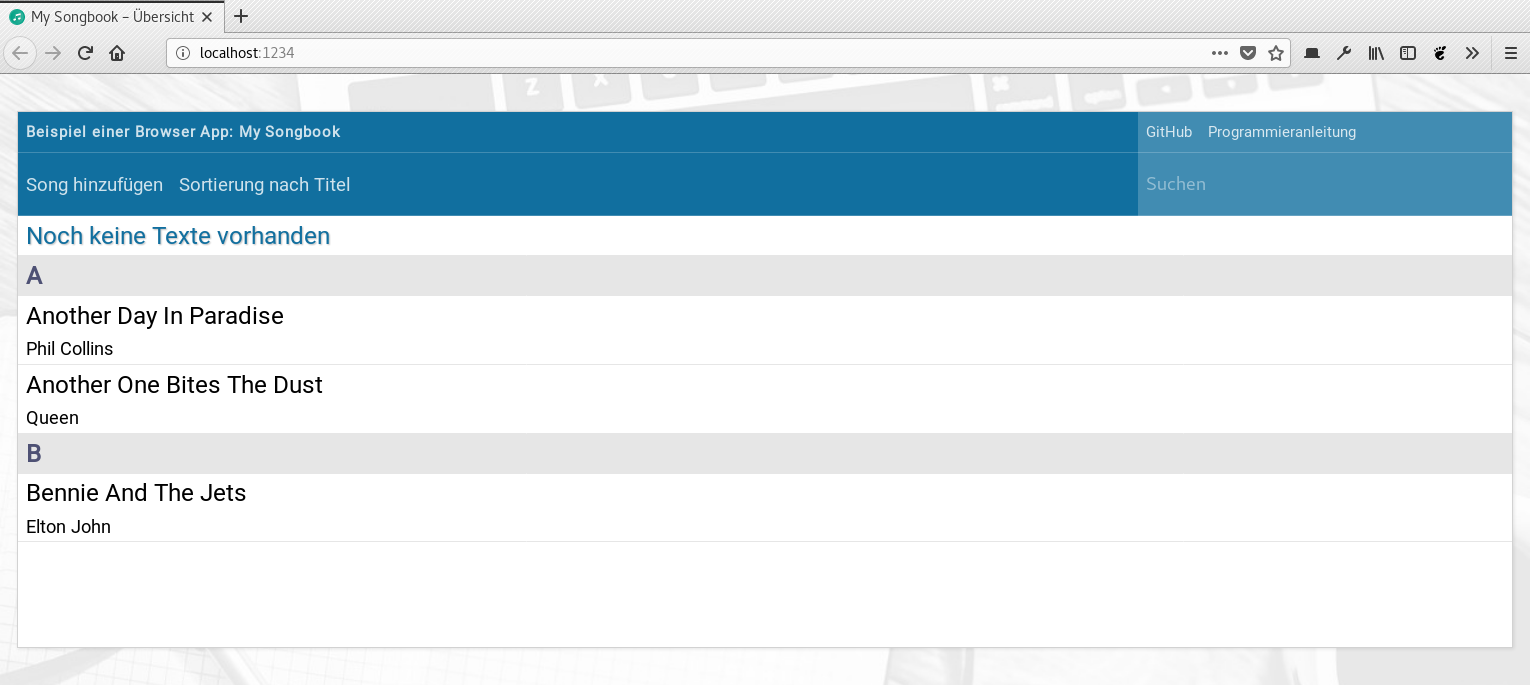 My Songbook – Übersicht
localhost:1234
Beispiel einer Browser App: My Songbook
GitHub Programmieranleitung
Song hinzufügen Sortierung nach Titel
Suchen
Noch keine Texte vorhanden
A
Another Day In Paradise
Phil Collins
Another One Bites The Dust
Queen
B
Bennie And The Jets
Elton John